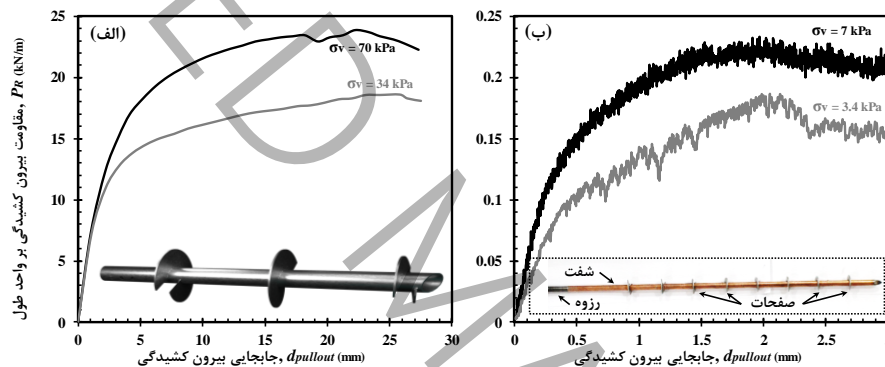 (الف)
σv = 70 kPa
σv = 34 kPa
25
20
15
10
5
0
مقاومت بیرون کشیدگی بر واحد طول, PR (kN/m)
0 5 10 15 20 25 30
جابجایی بیرون کشیدگی, dpullout (mm)
(ب)
σv = 7 kPa
σv = 3.4 kPa
0.25
0.2
0.15
0.1
0.05
0
شفت
رزوه
صفحات
0 0.5 1 1.5 2 2.5
جابجایی بیرون کشیدگی, dpullout (mm)